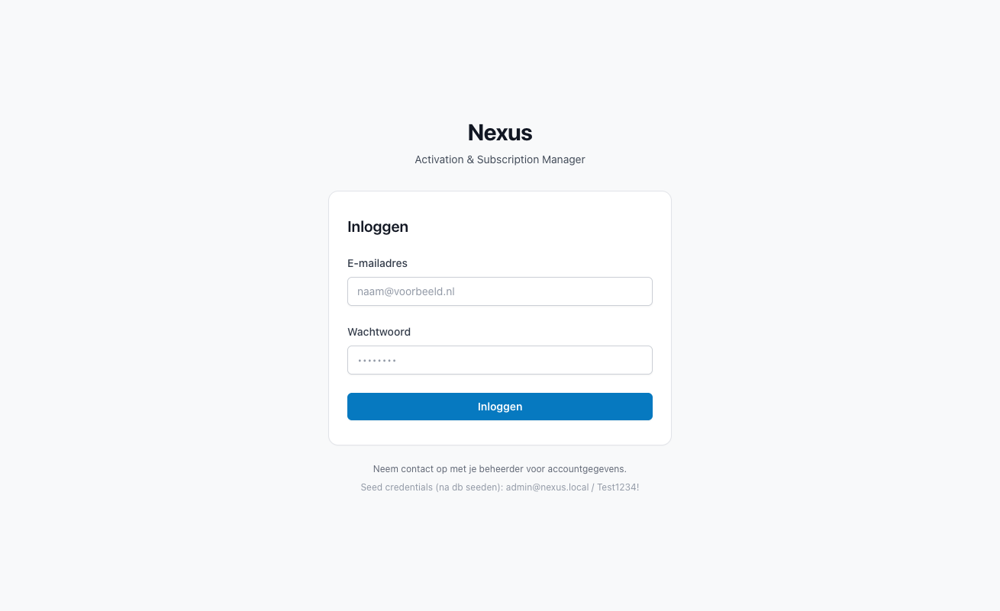 Nexus
Activation & Subscription Manager
Inloggen
E-mailadres
naam@voorbeeld.nl
Wachtwoord
••••••••
Inloggen
Neem contact op met je beheerder voor accountgegevens.
Seed credentials (na db seeden): admin@nexus.local / Test1234!